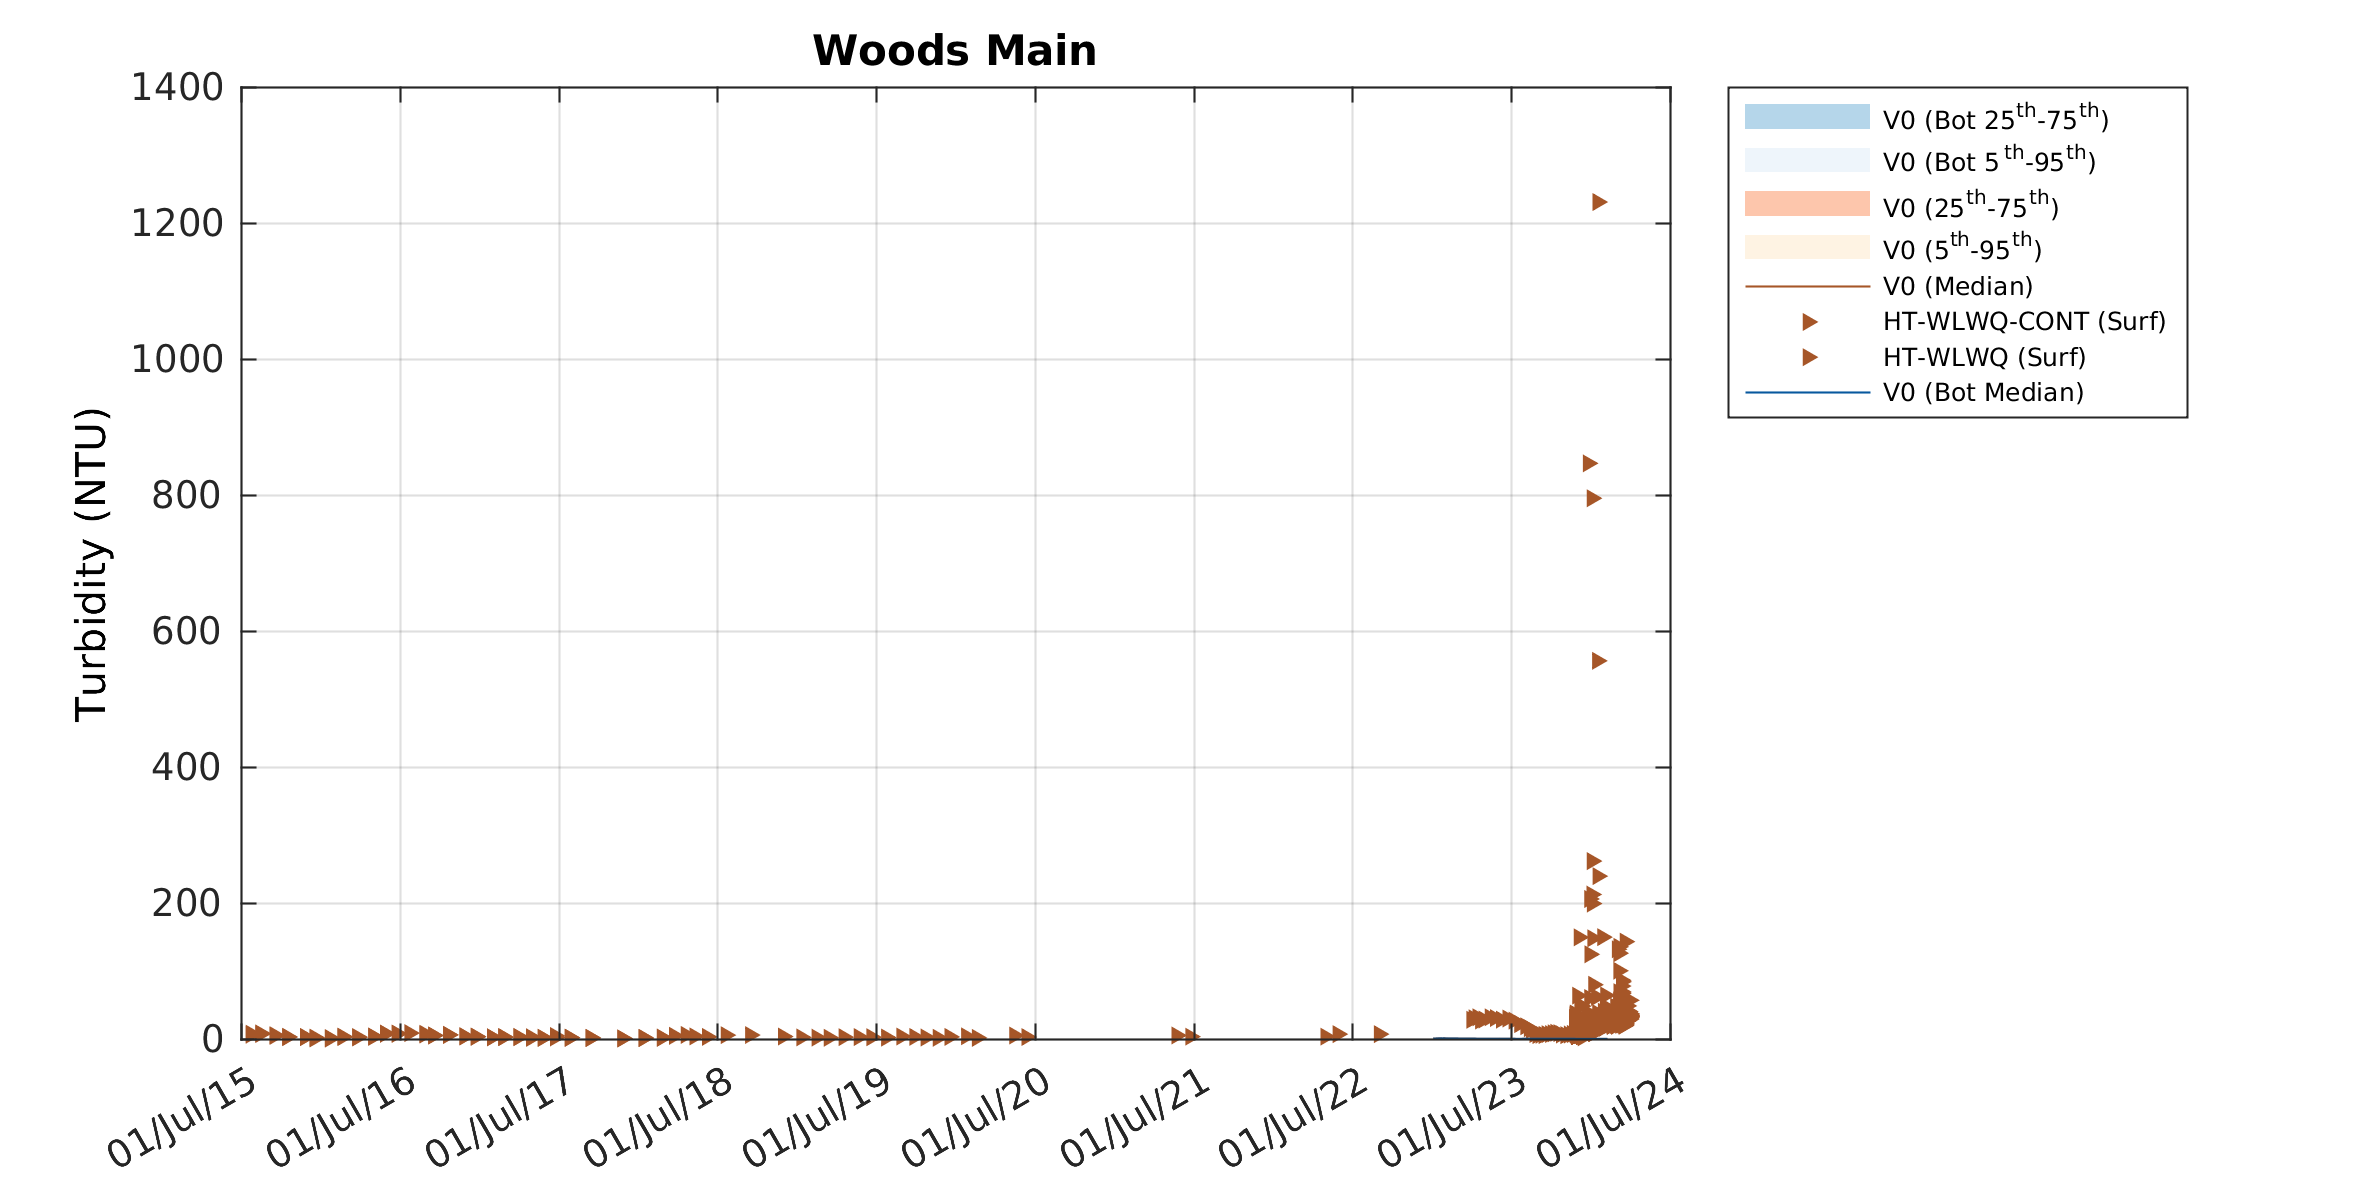 Woods Main
Turbidity (NTU)
1400
1200
1000
800
600
400
200
0
01/Jul/15
01/Jul/16
01/Jul/17
01/Jul/18
01/Jul/19
01/Jul/20
01/Jul/21
01/Jul/22
01/Jul/23
01/Jul/24
V0 (Bot 25th-75th)
V0 (Bot 5th-95th)
V0 (25th-75th)
V0 (5th-95th)
V0 (Median)
HT-WLWQ-CONT (Surf)
HT-WLWQ (Surf)
V0 (Bot Median)